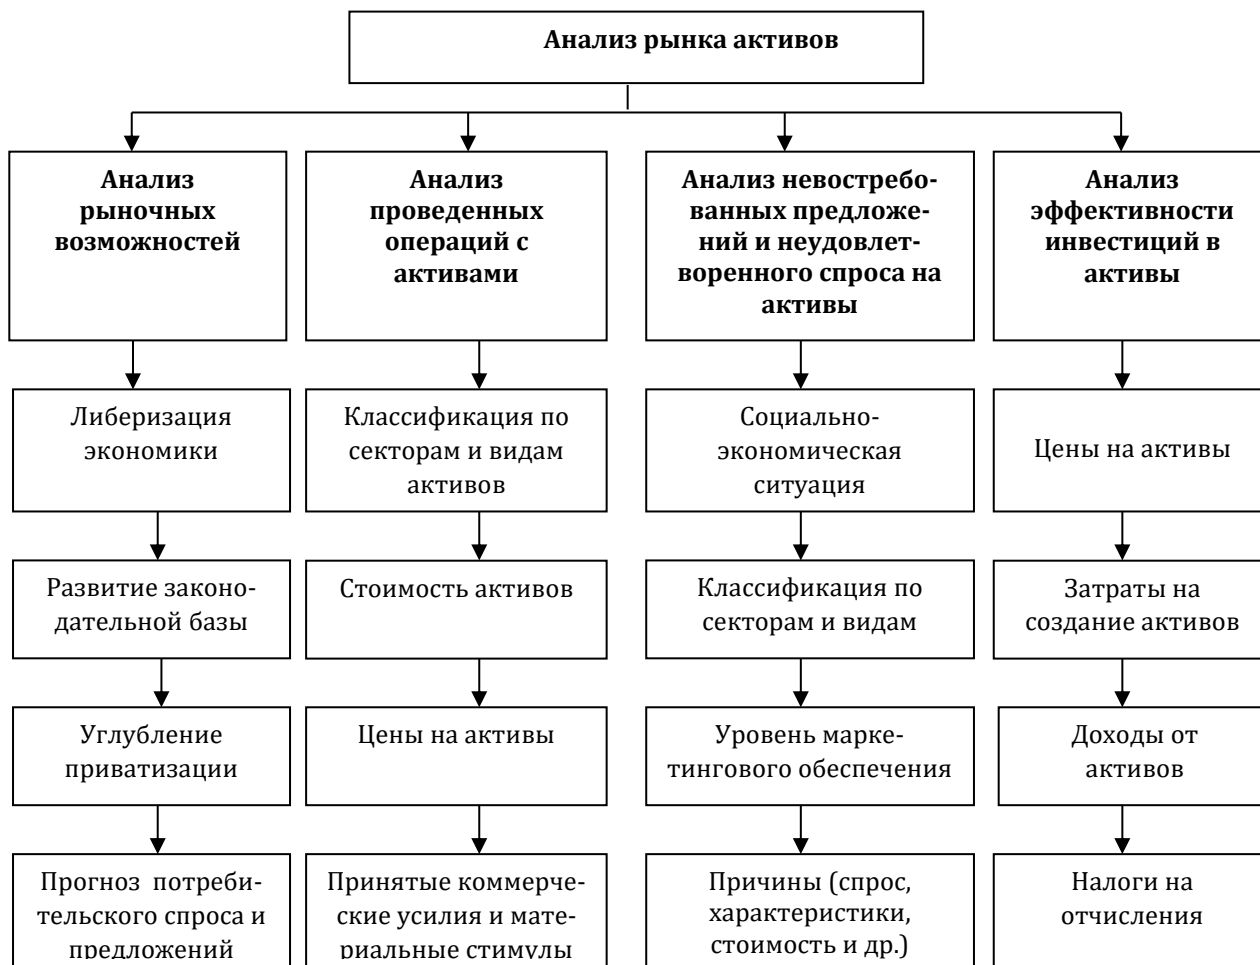 Анализ рынка активов
Анализ
рыночных
возможностей
Анализ
проведенных
операций с
активами
Анализ невостребо-
ванных предложе-
ний и неудовлет-
воренного спроса на
активы
Анализ
эффективности
инвестиций в
активы
Либеризация
экономики
Классификация по
секторам и видам
активов
Социально-
экономическая
ситуация
Цены на активы
Развитие законо-
дательной базы
Стоимость активов
Классификация по
секторам и видам
Затраты на
создание активов
Углубление
приватизации
Цены на активы
Уровень марке-
тингового обеспечения
Доходы от
активов
Прогноз потреби-
тельского спроса и
предложений
Принятые коммерче-
ские усилия и мате-
риальные стимулы
Причины (спрос,
характеристики,
стоимость и др.)
Налоги на
отчисления